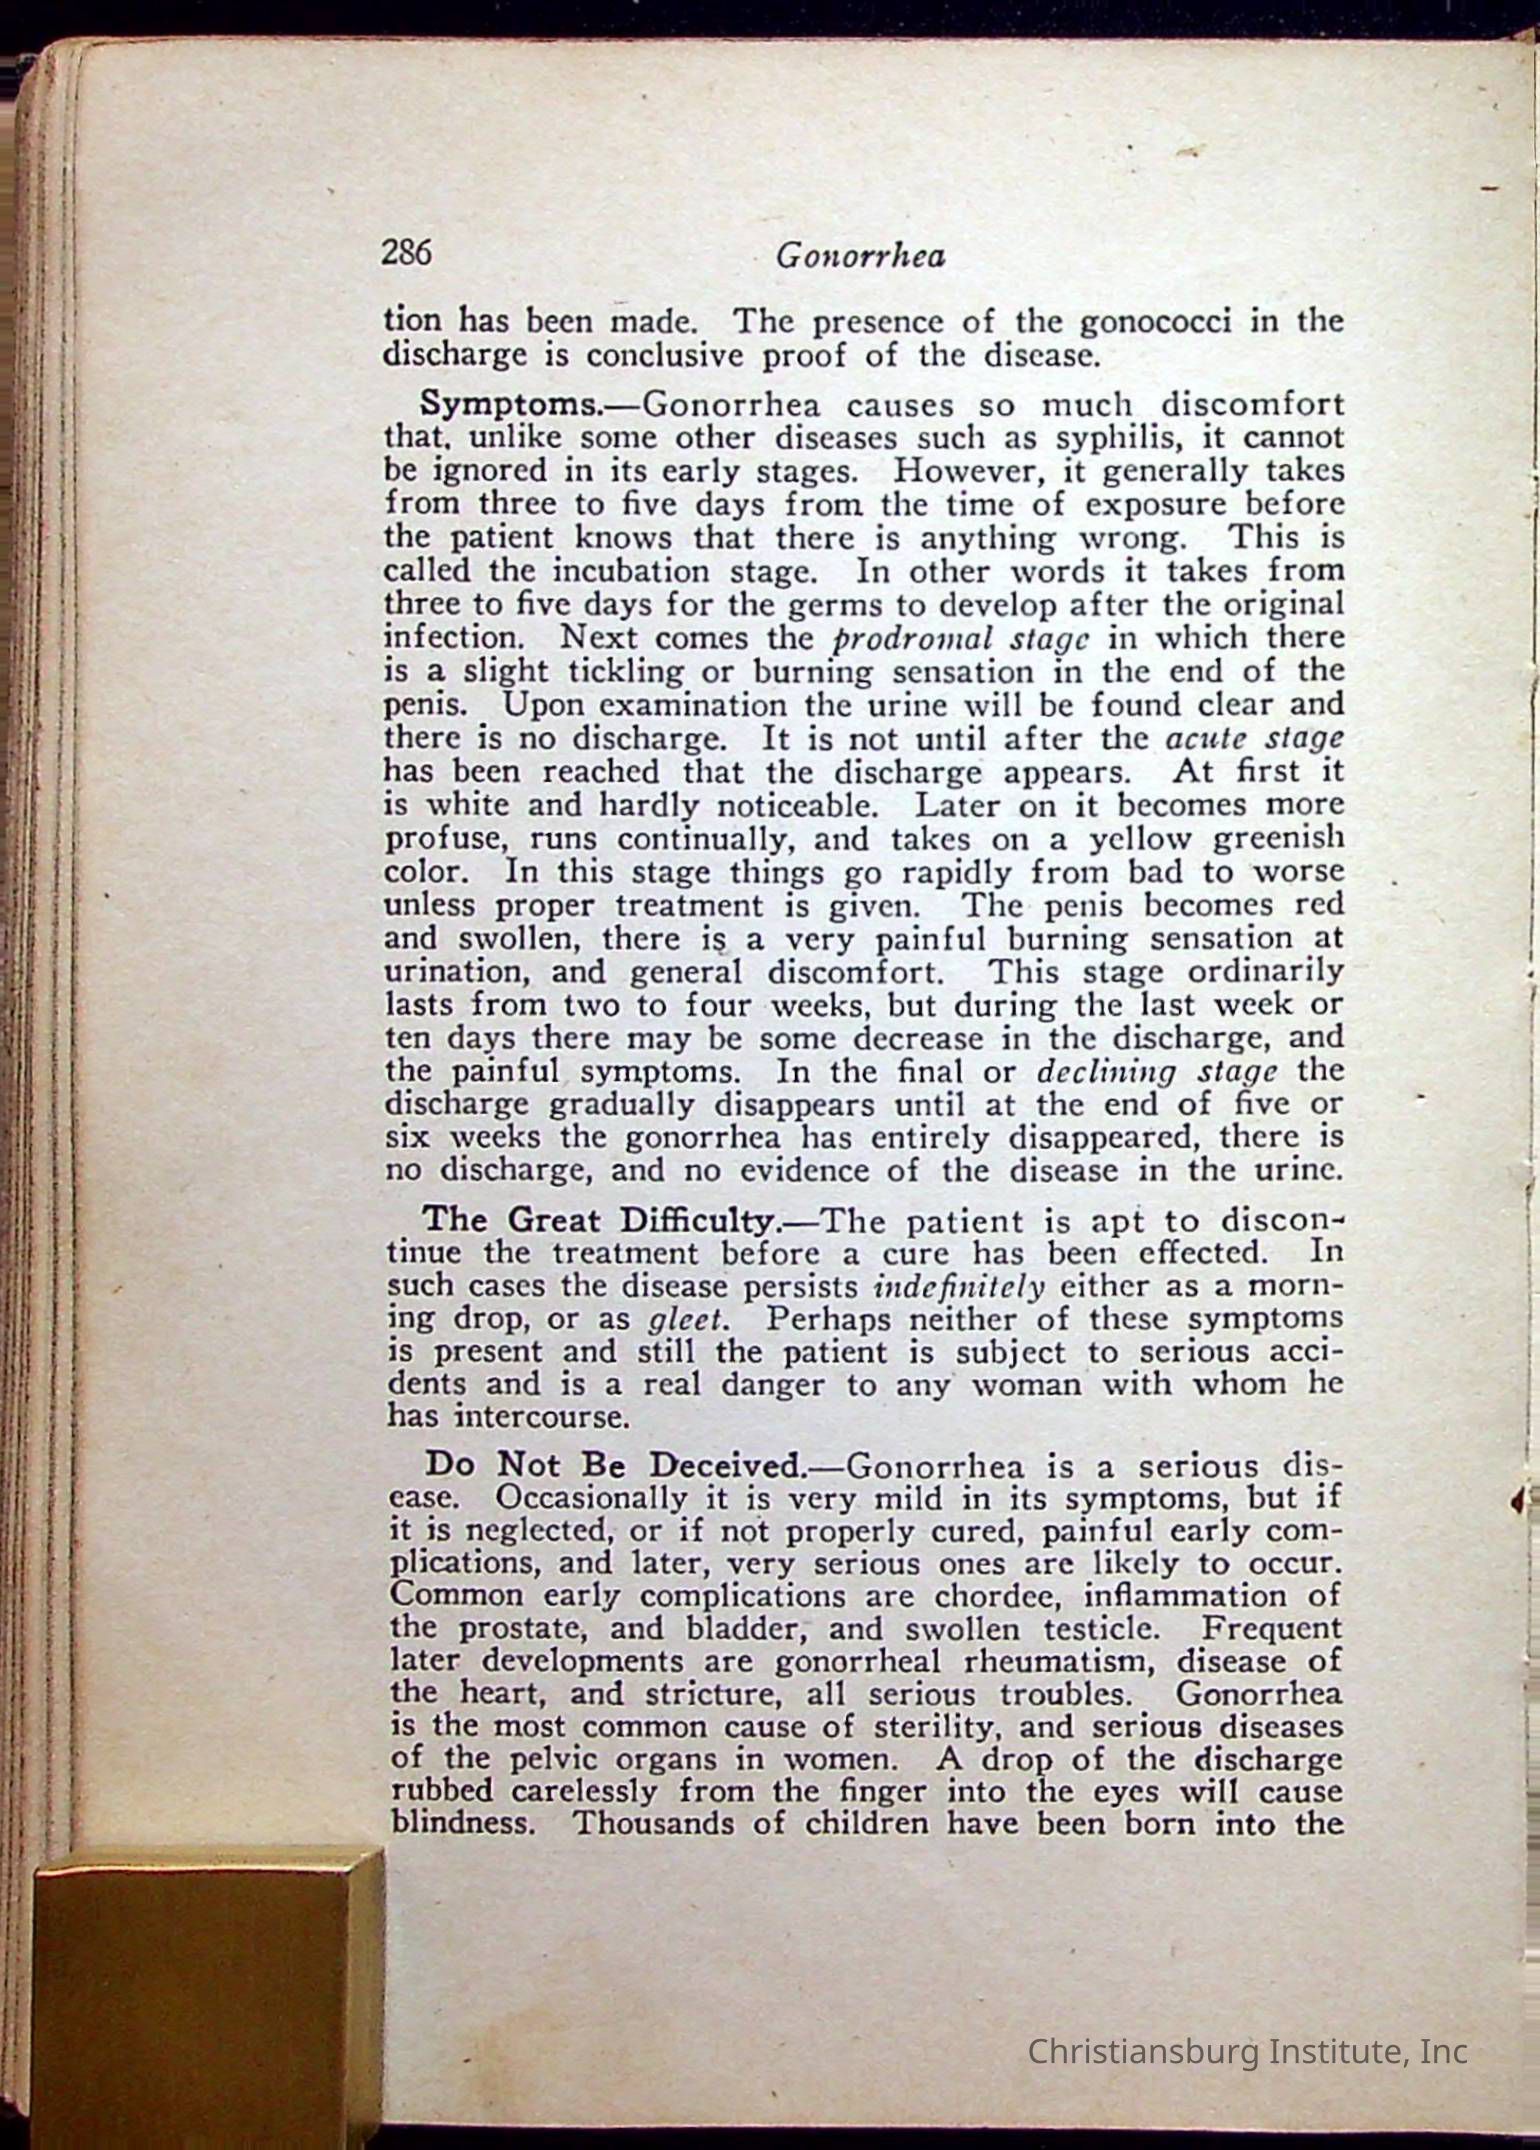 286 Gonorrhea
tion has been made. The presence of the gonococci in the
discharge is conclusive proof of the disease.
Symptoms.—Gonorrhea causes so much discomfort
that, unlike some other diseases such as syphilis, it cannot
be ignored in its early stages. However, it generally takes
from three to five days from the time of exposure before
the patient knows that there is anything wrong. This is
called the incubation stage. In other words it takes from
three to five days for the germs to develop after the original
infection. Next comes the prodromal stage in which there
is a slight tickling or burning sensation in the end of the
penis. Upon examination the urine will be found clear and
there is no discharge. It is not until after the acute stage
has been reached that the discharge appears. At first it
is white and hardly noticeable. Later on it becomes more
profuse, runs continually, and takes on a yellow greenish
color. In this stage things go rapidly from bad to worse
unless proper treatment is given. The penis becomes red
and swollen, there is a very painful burning sensation at
urination, and general discomfort. This stage ordinarily
lasts from two to four weeks, but during the last week or
ten days there may be some decrease in the discharge, and
the painful symptoms. In the final or declining stage the
discharge gradually disappears until at the end of five or
six weeks the gonorrhea has entirely disappeared, there is
no discharge, and no evidence of the disease in the urine.
The Great Difficulty.—The patient is apt to discon-
tinue the treatment before a cure has been effected. In
such cases the disease persists indefinitely either as a morn-
ing drop, or as gleet. Perhaps neither of these symptoms
is present and still the patient is subject to serious acci-
dents and is a real danger to any woman with whom he
has intercourse.
Do Not Be Deceived.—Gonorrhea is a serious dis-
ease. Occasionally it is very mild in its symptoms, but if
it is neglected, or if not properly cured, painful early com-
plications, and later, very serious ones are likely to occur.
Common early complications are chordee, inflammation of
the prostate, and bladder, and swollen testicle. Frequent
later developments are gonorrheal rheumatism, disease of
the heart, and stricture, all serious troubles. Gonorrhea
is the most common cause of sterility, and serious diseases
of the pelvic organs in women. A drop of the discharge
rubbed carelessly from the finger into the eyes will cause
blindness. Thousands of children have been born into the
Christiansburg Institute, Inc